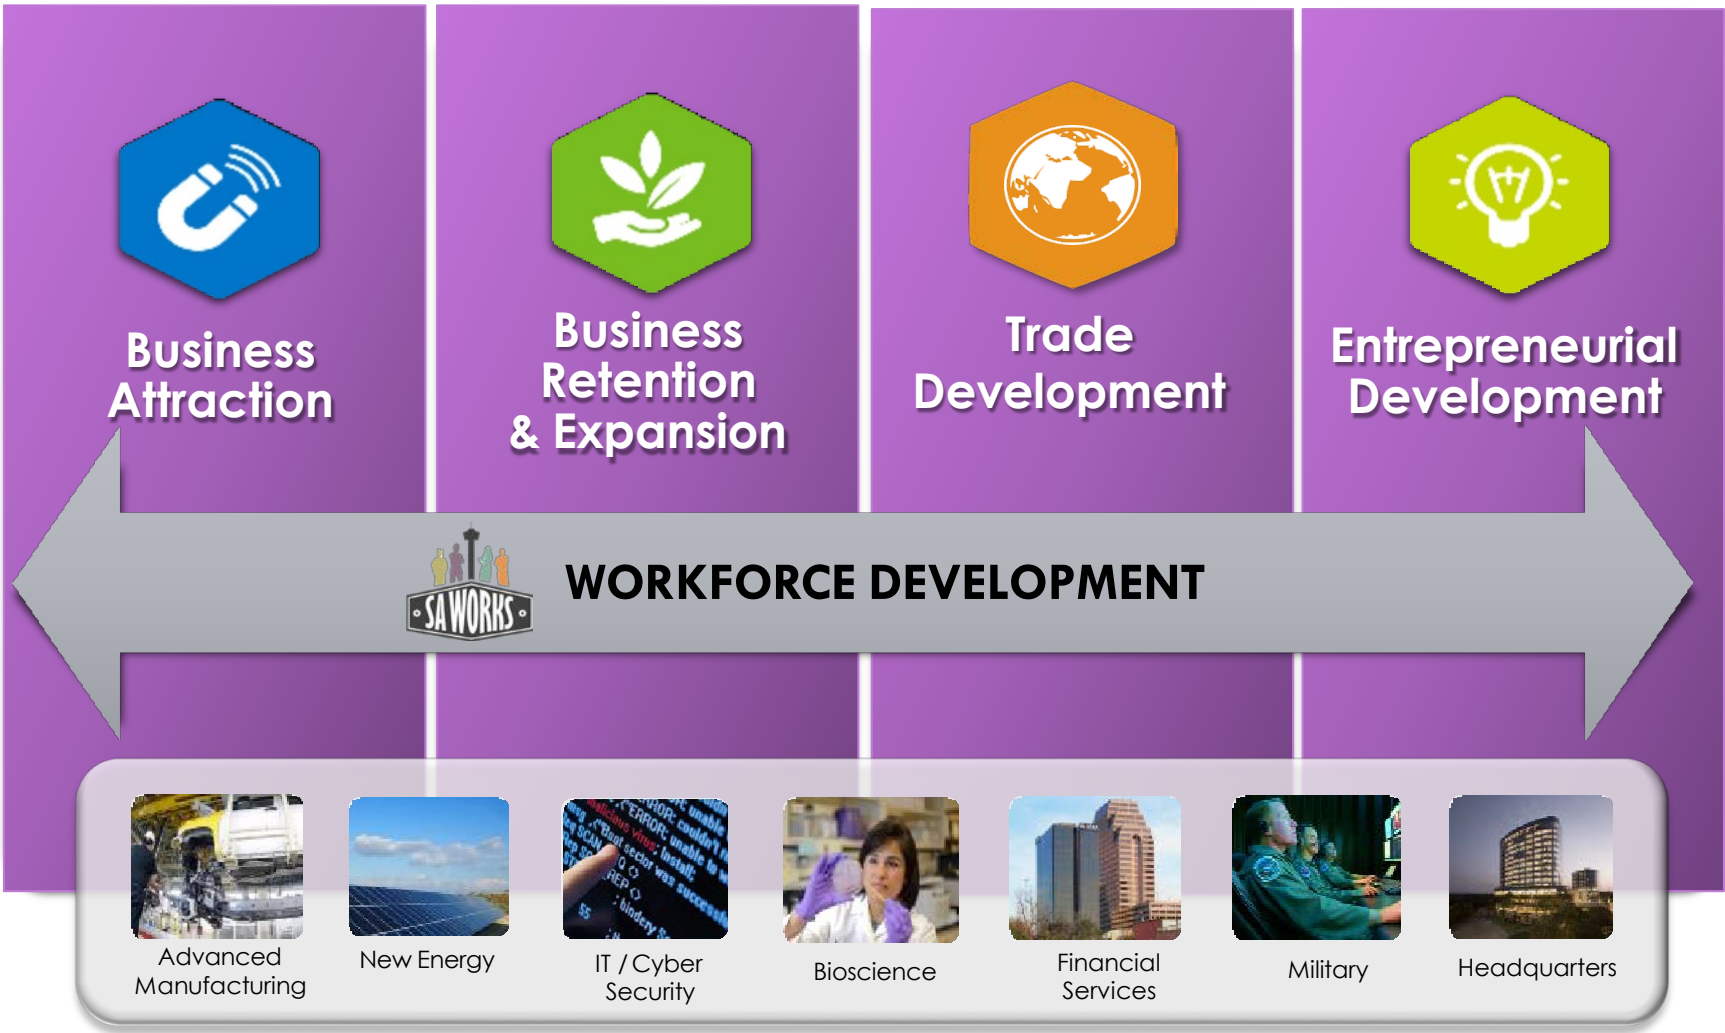 Business
Attraction
Business
Retention
& Expansion
Trade
Development
Entrepreneurial
Development
SA WORKS
WORKFORCE DEVELOPMENT
Advanced
Manufacturing
New Energy
IT / Cyber
Security
Bioscience
Financial
Services
Military
Headquarters